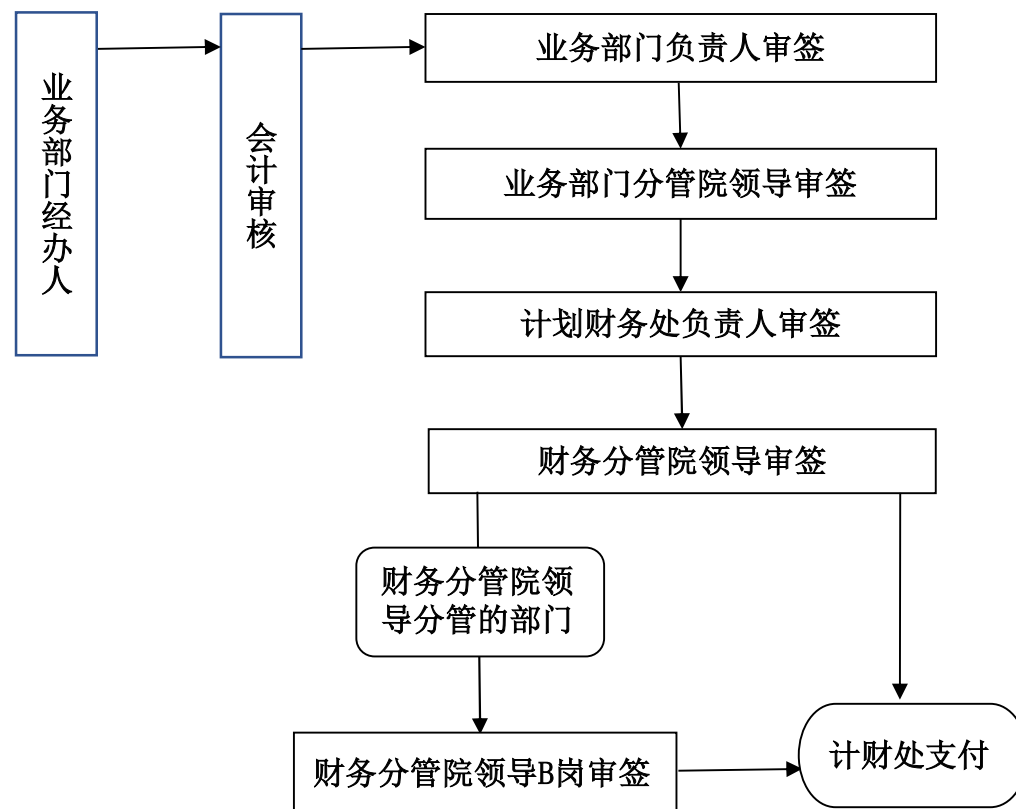 业务部门经办人
会计审核
业务部门负责人审签
业务部门分管院领导审签
计划财务处负责人审签
财务分管院领导审签
财务分管院领
导分管的部门
财务分管院领导B岗审签
计财处支付